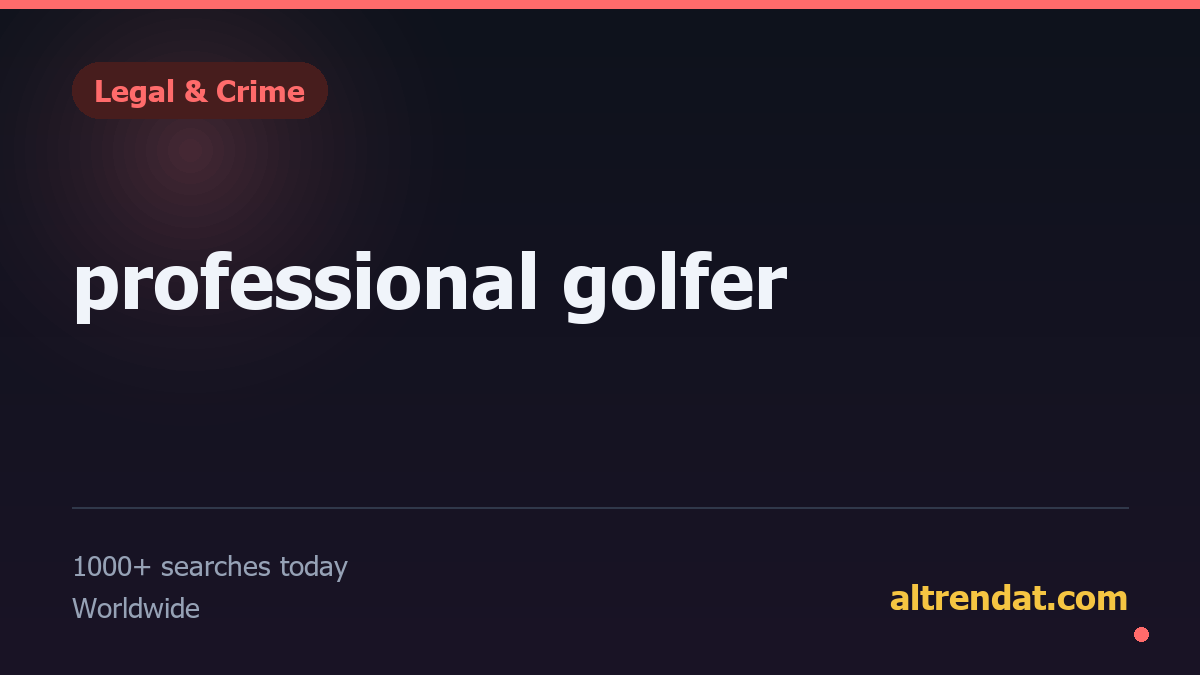 Legal & Crime
professional golfer
1000+ searches today
Worldwide
altrendat.com